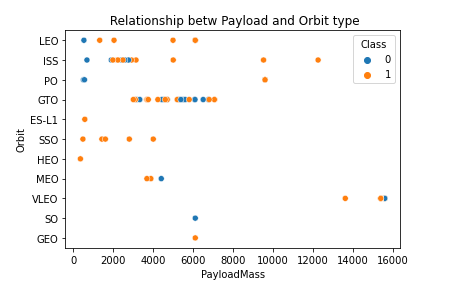 Relationship betw Payload and Orbit type
LEO
ISS
PO
GTO
ES-L1
SSO
HEO
MEO
VLEO
SO
GEO
Orbit
Class
0
1
0 2000 4000 6000 8000 10000 12000 14000 16000
PayloadMass